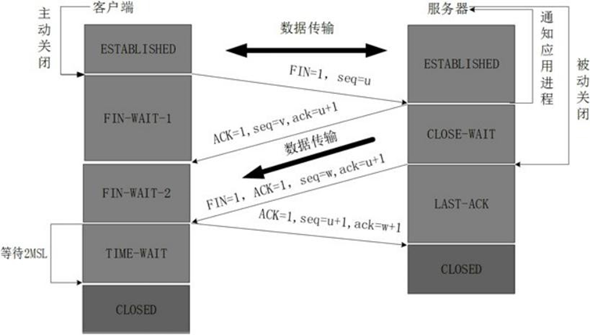 客户端
服务器
主动关闭
数据传输
通知应用进程
被动关闭
ESTABLISHED
ESTABLISHED
FIN=1, seq=u
FIN-WAIT-1
ACK=1,seq=v,ack=u+1
CLOSE-WAIT
数据传输
FIN-WAIT-2
FIN=1, ACK=1, seq=w,ack=u+1
LAST-ACK
ACK=1,seq=u+1,ack=w+1
等待2MSL
TIME-WAIT
CLOSED
CLOSED